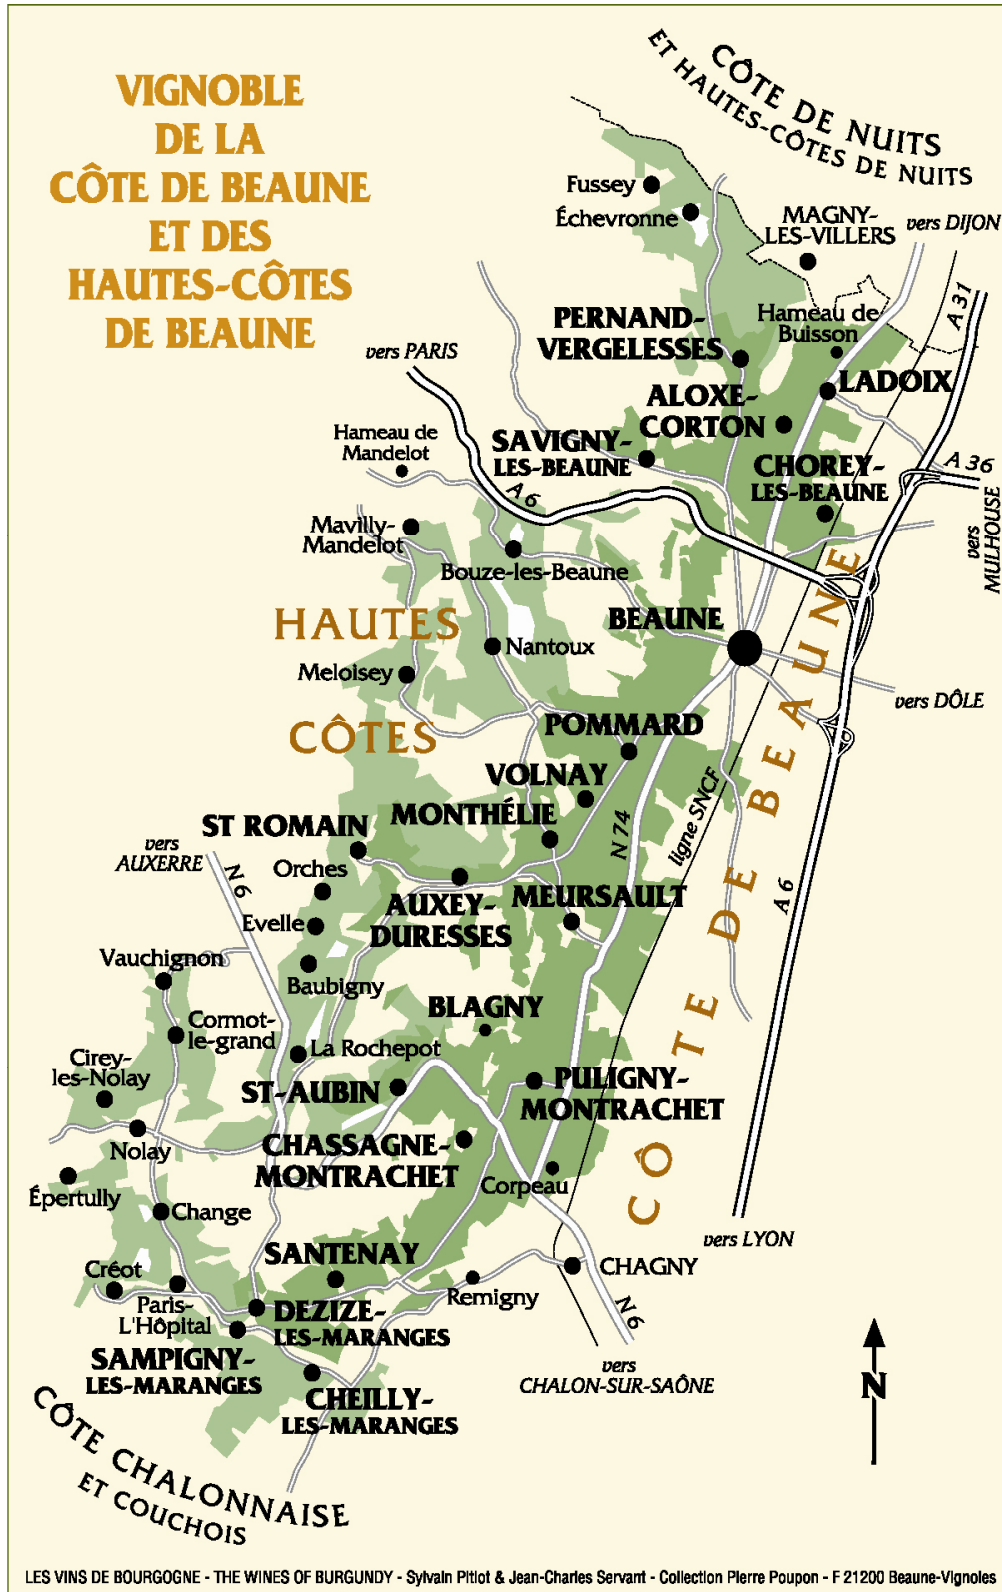 CÔTE DE NUITS
ET HAUTES-CÔTES DE NUITS
VIGNOBLE
DE LA
CÔTE DE BEAUNE
ET DES
HAUTES-CÔTES
DE BEAUNE
Fussey
Échevronne
MAGNY-
LES-VILLERS
vers DIJON
A 31
Hameau de
Buisson
PERNAND-
VERGELESSES
vers PARIS
LADOIX
ALOXE-
CORTON
Hameau de
Mandelot
SAVIGNY-
LES-BEAUNE
CHOREY-
LES-BEAUNE
A 36
A 6
vers
MULHOUSE
Mavilly-
Mandelot
Bouze-les-Beaune
HAUTES
BEAUNE
Nantoux
Meloisey
vers DÔLE
CÔTES
POMMARD
VOLNAY
MONTHÉLIE
ST ROMAIN
N 74
ligne SNCF
CÔTE DE BEAUNE
vers
AUXERRE
N 6
Orches
A 6
AUXEY-
DURESSES
MEURSAULT
Evelle
Vauchignon
Baubigny
BLAGNY
Cormot-
le-grand
La Rochepot
Cirey-
les-Nolay
ST-AUBIN
PULIGNY-
MONTRACHET
Nolay
CHASSAGNE-
MONTRACHET
Corpeau
Épertully
Change
vers LYON
SANTENAY
CHAGNY
Créot
Remigny
Paris-
L'Hôpital
DEZIZE-
LES-MARANGES
N 6
SAMPIGNY-
LES-MARANGES
vers
CHALON-SUR-SAÔNE
CHEILLY-
LES-MARANGES
N
CÔTE CHALONNAISE
ET COUCHOIS
LES VINS DE BOURGOGNE - THE WINES OF BURGUNDY - Sylvain Pitiot & Jean-Charles Servant - Collection Pierre Poupon - F 21200 Beaune-Vignoles